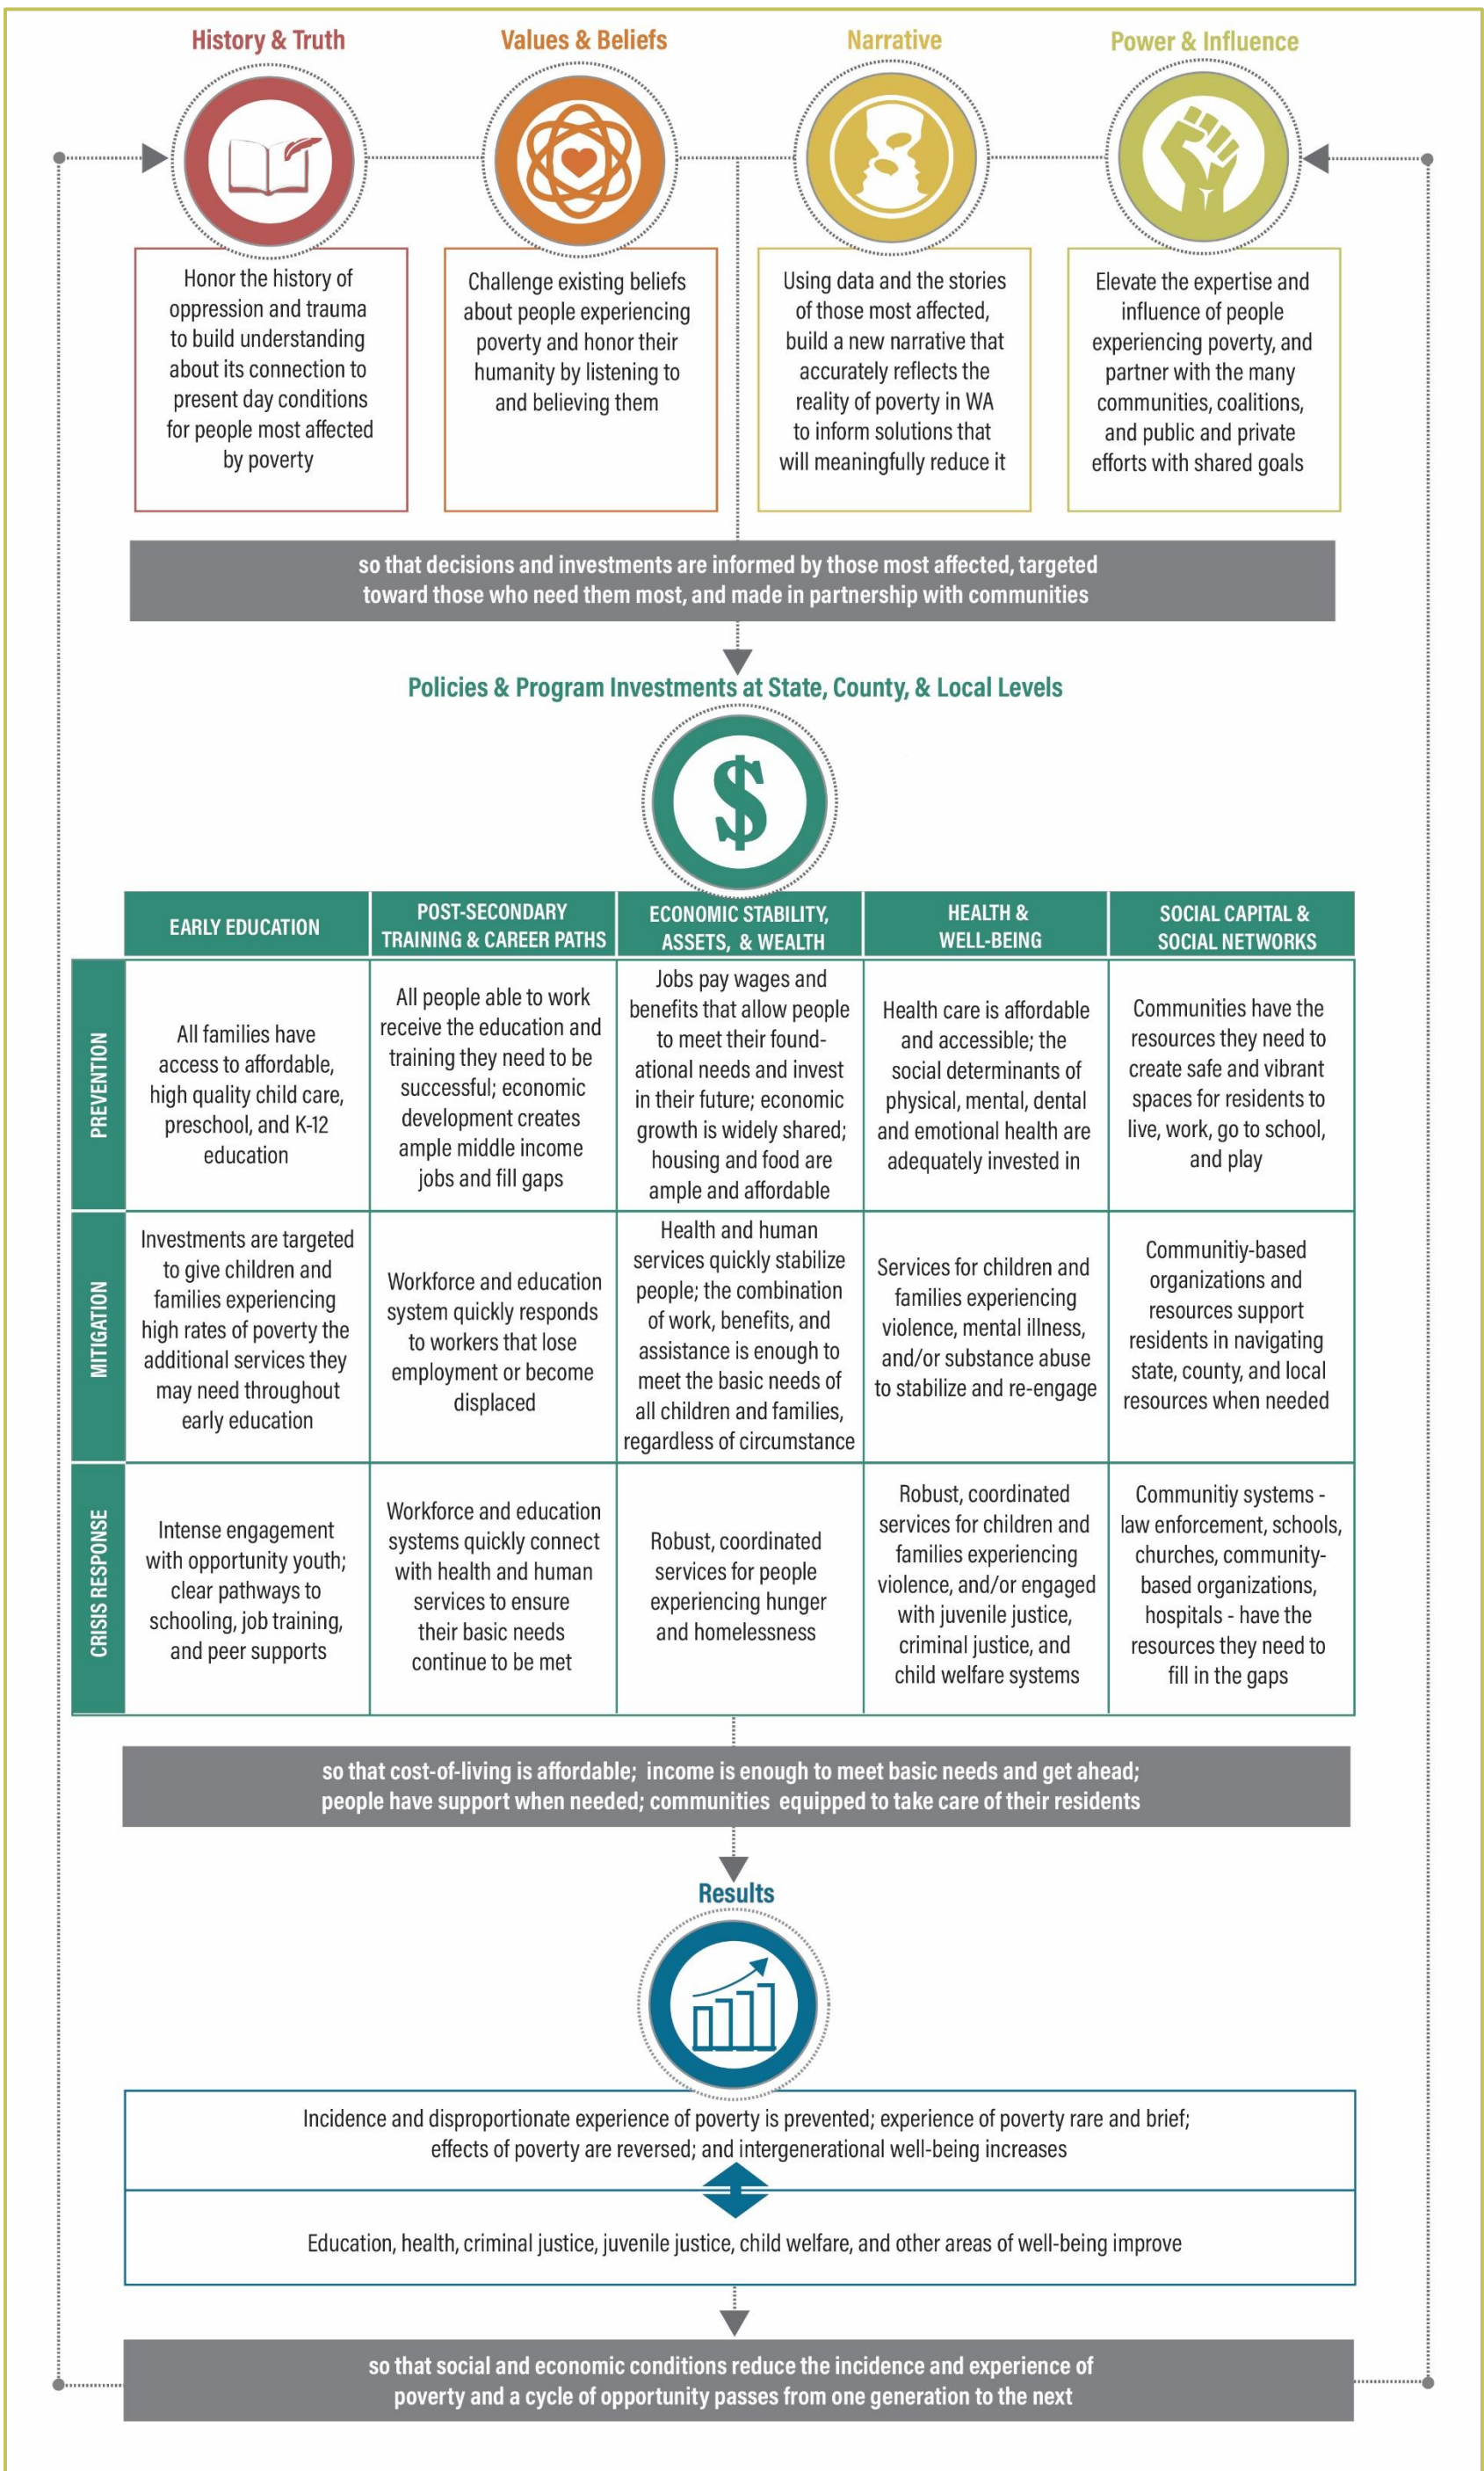 History & Truth
Values & Beliefs
Narrative
Power & Influence
Honor the history of
oppression and trauma
to build understanding
about its connection to
present day conditions
for people most affected
by poverty
Challenge existing beliefs
about people experiencing
poverty and honor their
humanity by listening to
and believing them
Using data and the stories
of those most affected,
build a new narrative that
accurately reflects the
reality of poverty in WA
to inform solutions that
will meaningfully reduce it
Elevate the expertise and
influence of people
experiencing poverty, and
partner with the many
communities, coalitions,
and public and private
efforts with shared goals
so that decisions and investments are informed by those most affected, targeted
toward those who need them most, and made in partnership with communities
Policies & Program Investments at State, County, & Local Levels
$
EARLY EDUCATION
POST-SECONDARY
TRAINING & CAREER PATHS
ECONOMIC STABILITY,
ASSETS, & WEALTH
HEALTH &
WELL-BEING
SOCIAL CAPITAL &
SOCIAL NETWORKS
PREVENTION
All families have
access to affordable,
high quality child care,
preschool, and K-12
education
All people able to work
receive the education and
training they need to be
successful; economic
development creates
ample middle income
jobs and fill gaps
Jobs pay wages and
benefits that allow people
to meet their found-
ational needs and invest
in their future; economic
growth is widely shared;
housing and food are
ample and affordable
Health care is affordable
and accessible; the
social determinants of
physical, mental, dental
and emotional health are
adequately invested in
Communities have the
resources they need to
create safe and vibrant
spaces for residents to
live, work, go to school,
and play
MITIGATION
Investments are targeted
to give children and
families experiencing
high rates of poverty the
additional services they
may need throughout
early education
Workforce and education
system quickly responds
to workers that lose
employment or become
displaced
Health and human
services quickly stabilize
people; the combination
of work, benefits, and
assistance is enough to
meet the basic needs of
all children and families,
regardless of circumstance
Services for children and
families experiencing
violence, mental illness,
and/or substance abuse
to stabilize and re-engage
Communitiy-based
organizations and
resources support
residents in navigating
state, county, and local
resources when needed
CRISIS RESPONSE
Intense engagement
with opportunity youth;
clear pathways to
schooling, job training,
and peer supports
Workforce and education
systems quickly connect
with health and human
services to ensure
their basic needs
continue to be met
Robust, coordinated
services for people
experiencing hunger
and homelessness
Robust, coordinated
services for children and
families experiencing
violence, and/or engaged
with juvenile justice,
criminal justice, and
child welfare systems
Communitiy systems -
law enforcement, schools,
churches, community-
based organizations,
hospitals - have the
resources they need to
fill in the gaps
so that cost-of-living is affordable; income is enough to meet basic needs and get ahead;
people have support when needed; communities equipped to take care of their residents
Results
Incidence and disproportionate experience of poverty is prevented; experience of poverty rare and brief;
effects of poverty are reversed; and intergenerational well-being increases
Education, health, criminal justice, juvenile justice, child welfare, and other areas of well-being improve
so that social and economic conditions reduce the incidence and experience of
poverty and a cycle of opportunity passes from one generation to the next